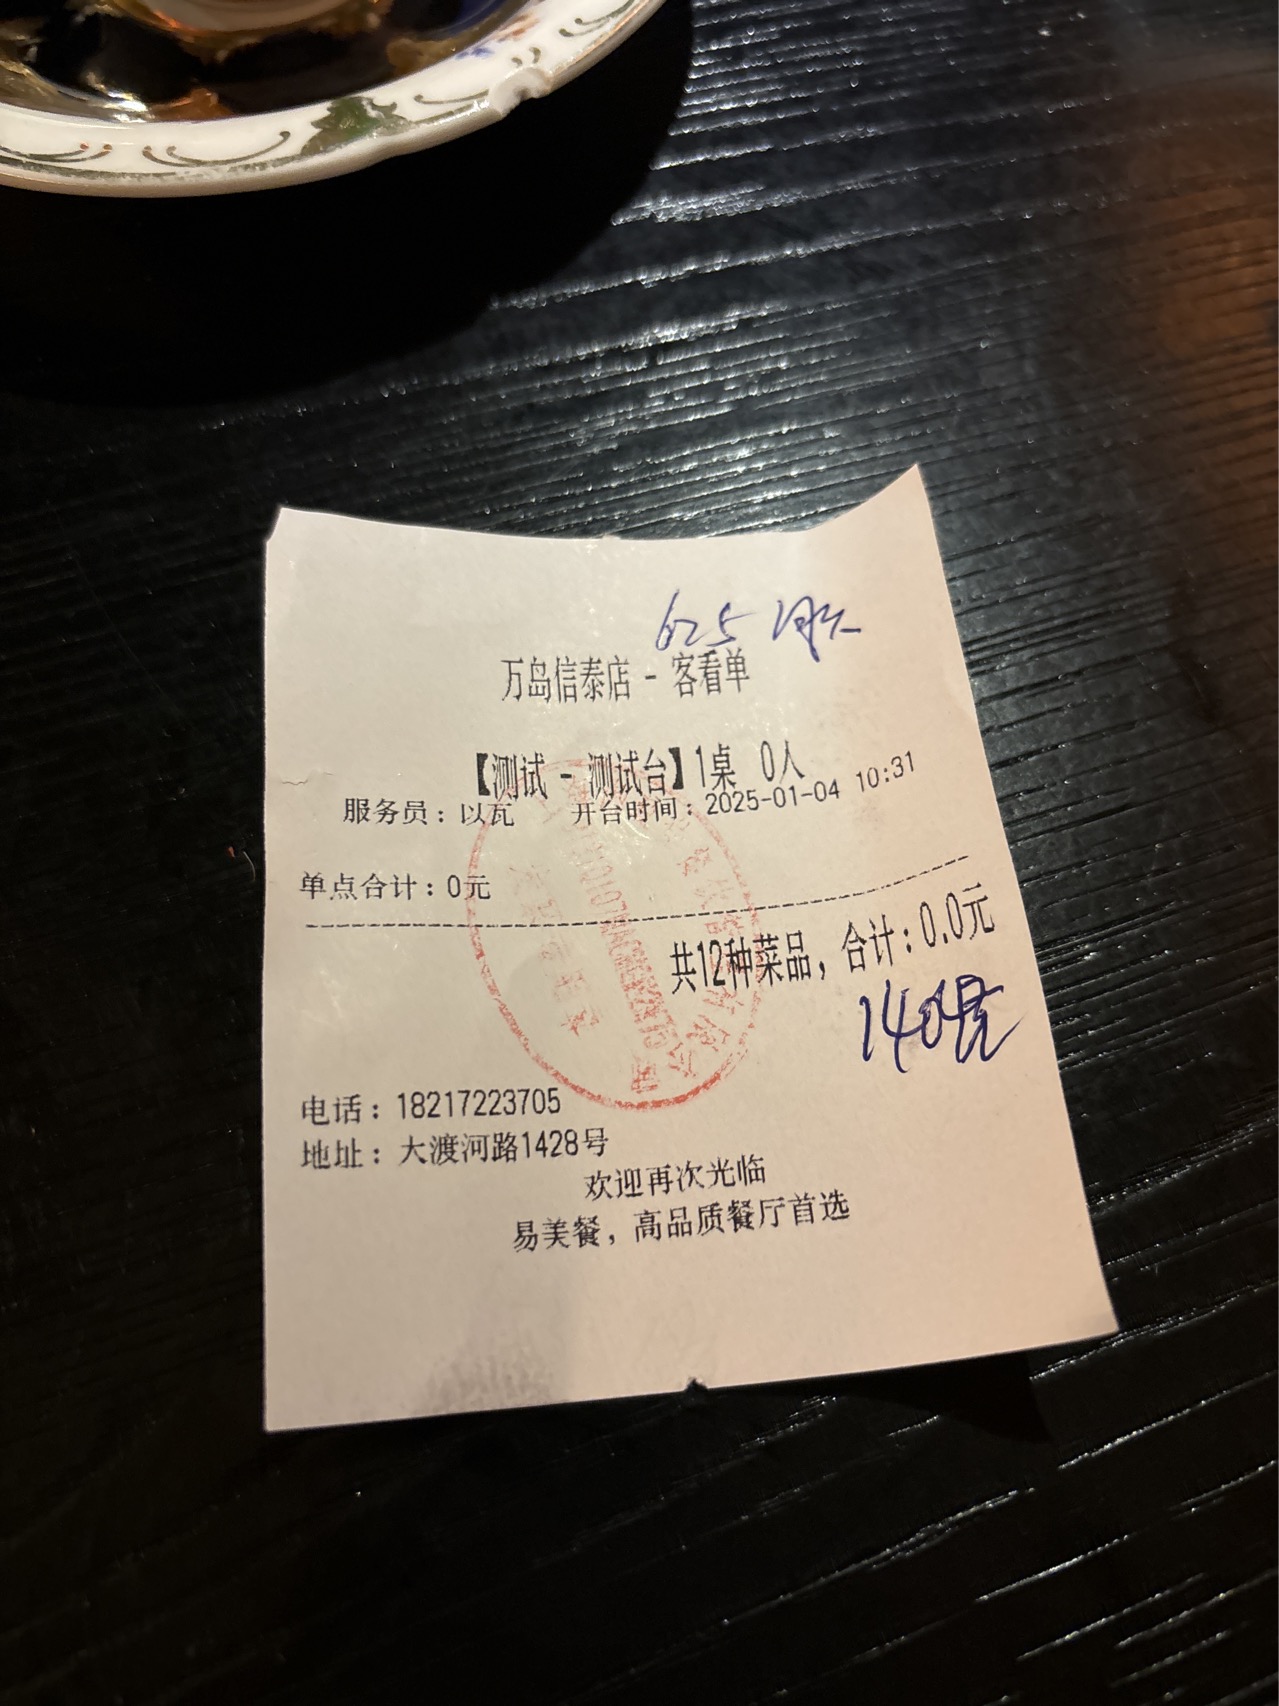 625
万岛信泰店 - 客看单
【测试 - 测试台】1桌 0人
服务员：以瓦 开台时间：2025-01-04 10:31
单点合计：0元
共12种菜品，合计：0.0元
电话：18217223705
地址：大渡河路1428号
欢迎再次光临
易美餐，高品质餐厅首选